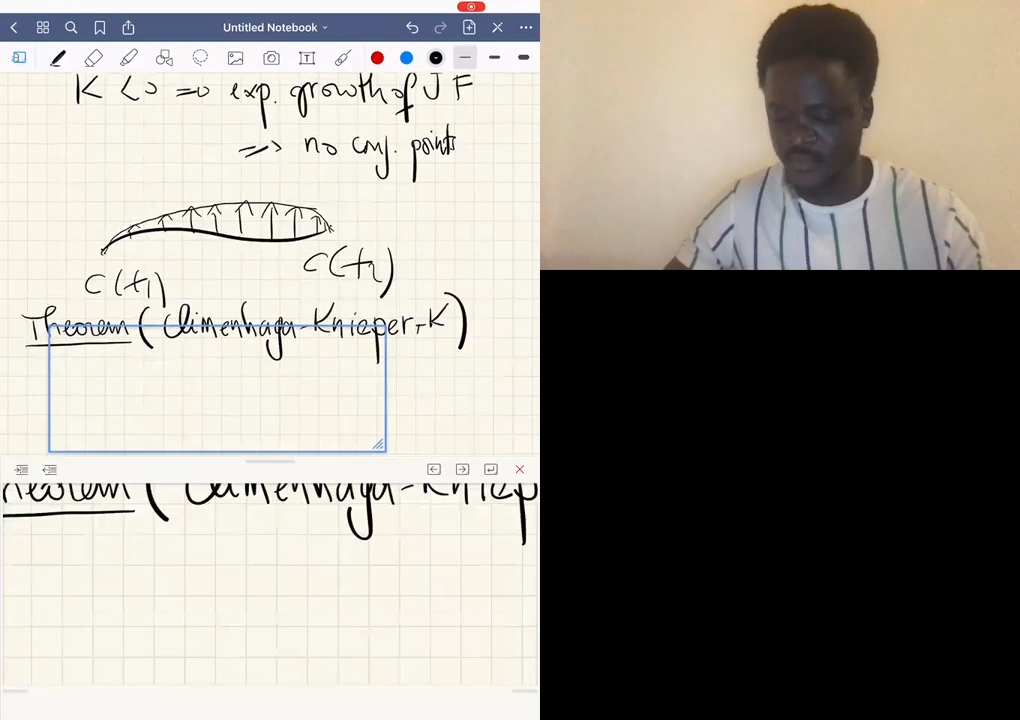 Untitled Notebook
T
K < 0 => exp. growth of J F
=> no conj. points
C(t1)
C(t2)
Theorem (Climenhaga-Knieper, K)
Theorem (Climenhaga-Kniep